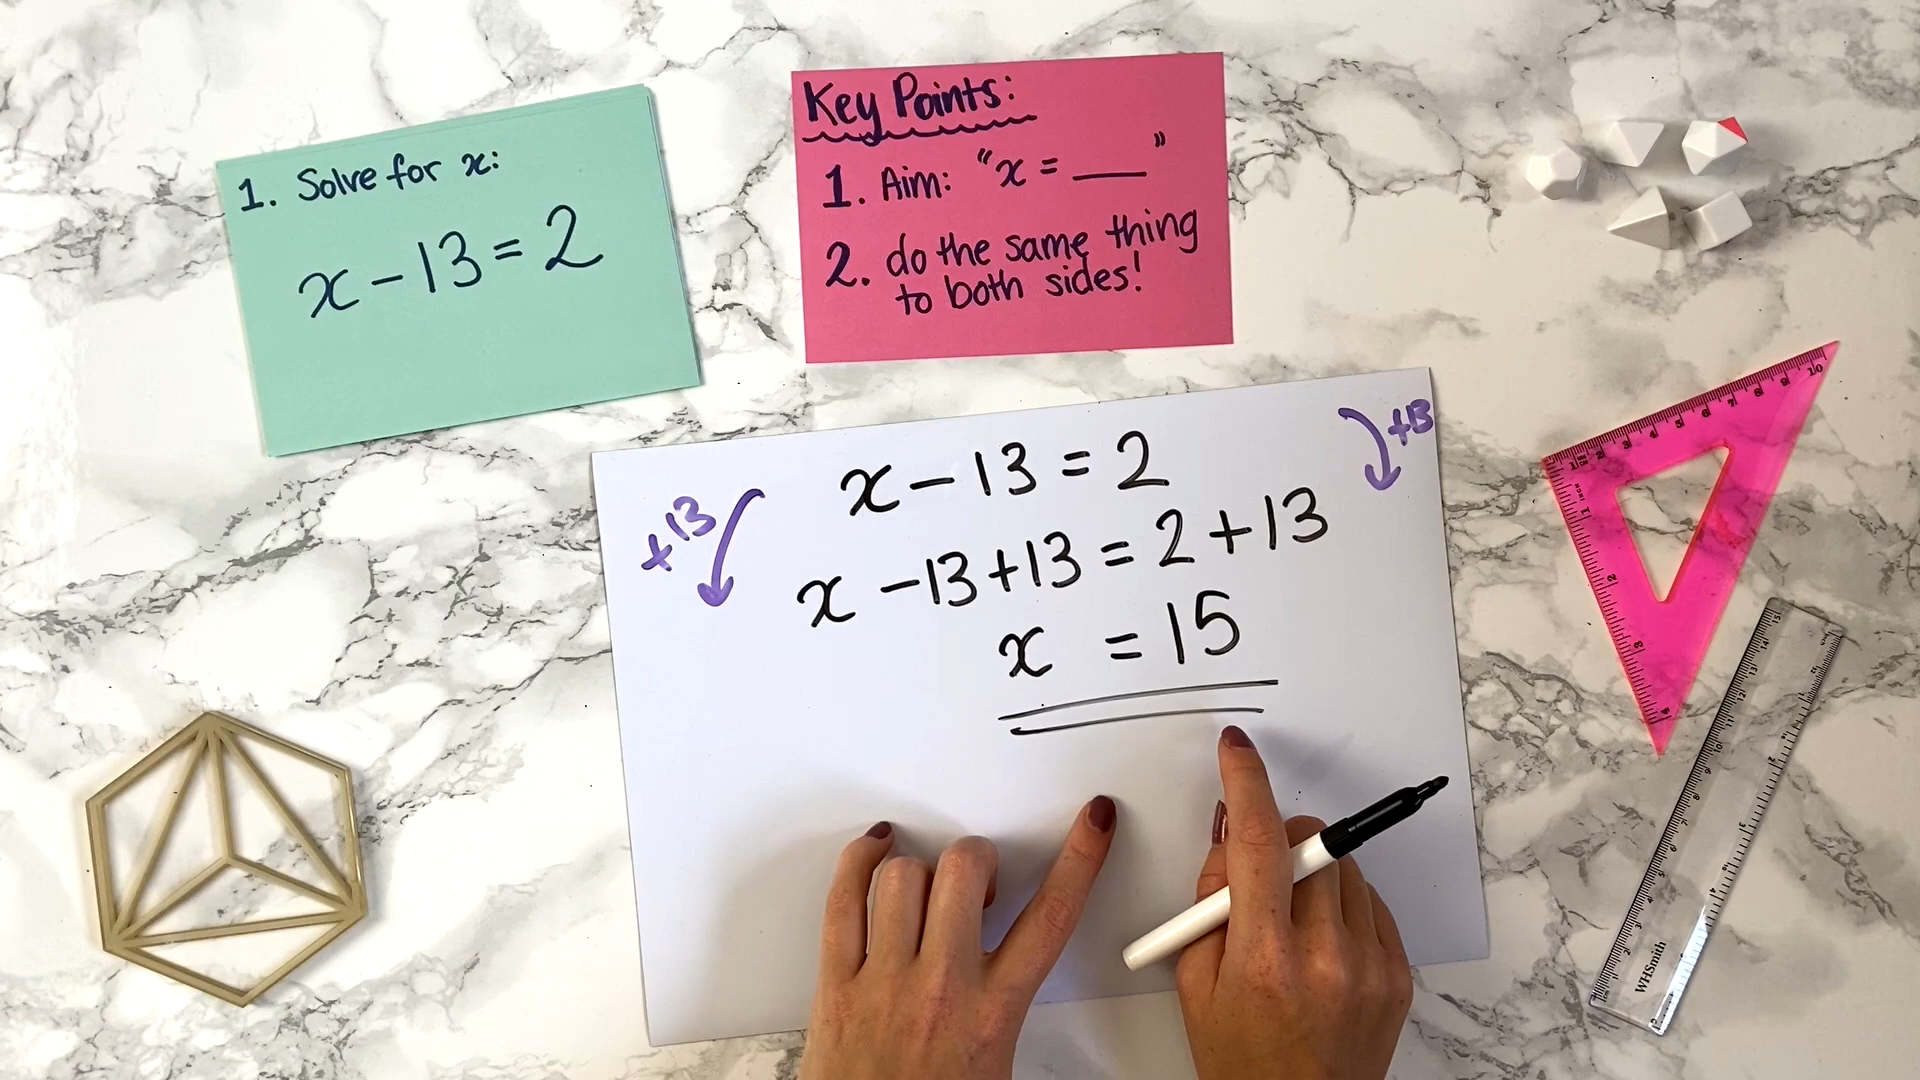 1. Solve for x:
x - 13 = 2
Key Points:
1. Aim: "x = ___"
2. do the same thing
to both sides!
+13
+13
x - 13 = 2
x - 13 + 13 = 2 + 13
x = 15
WHSmith